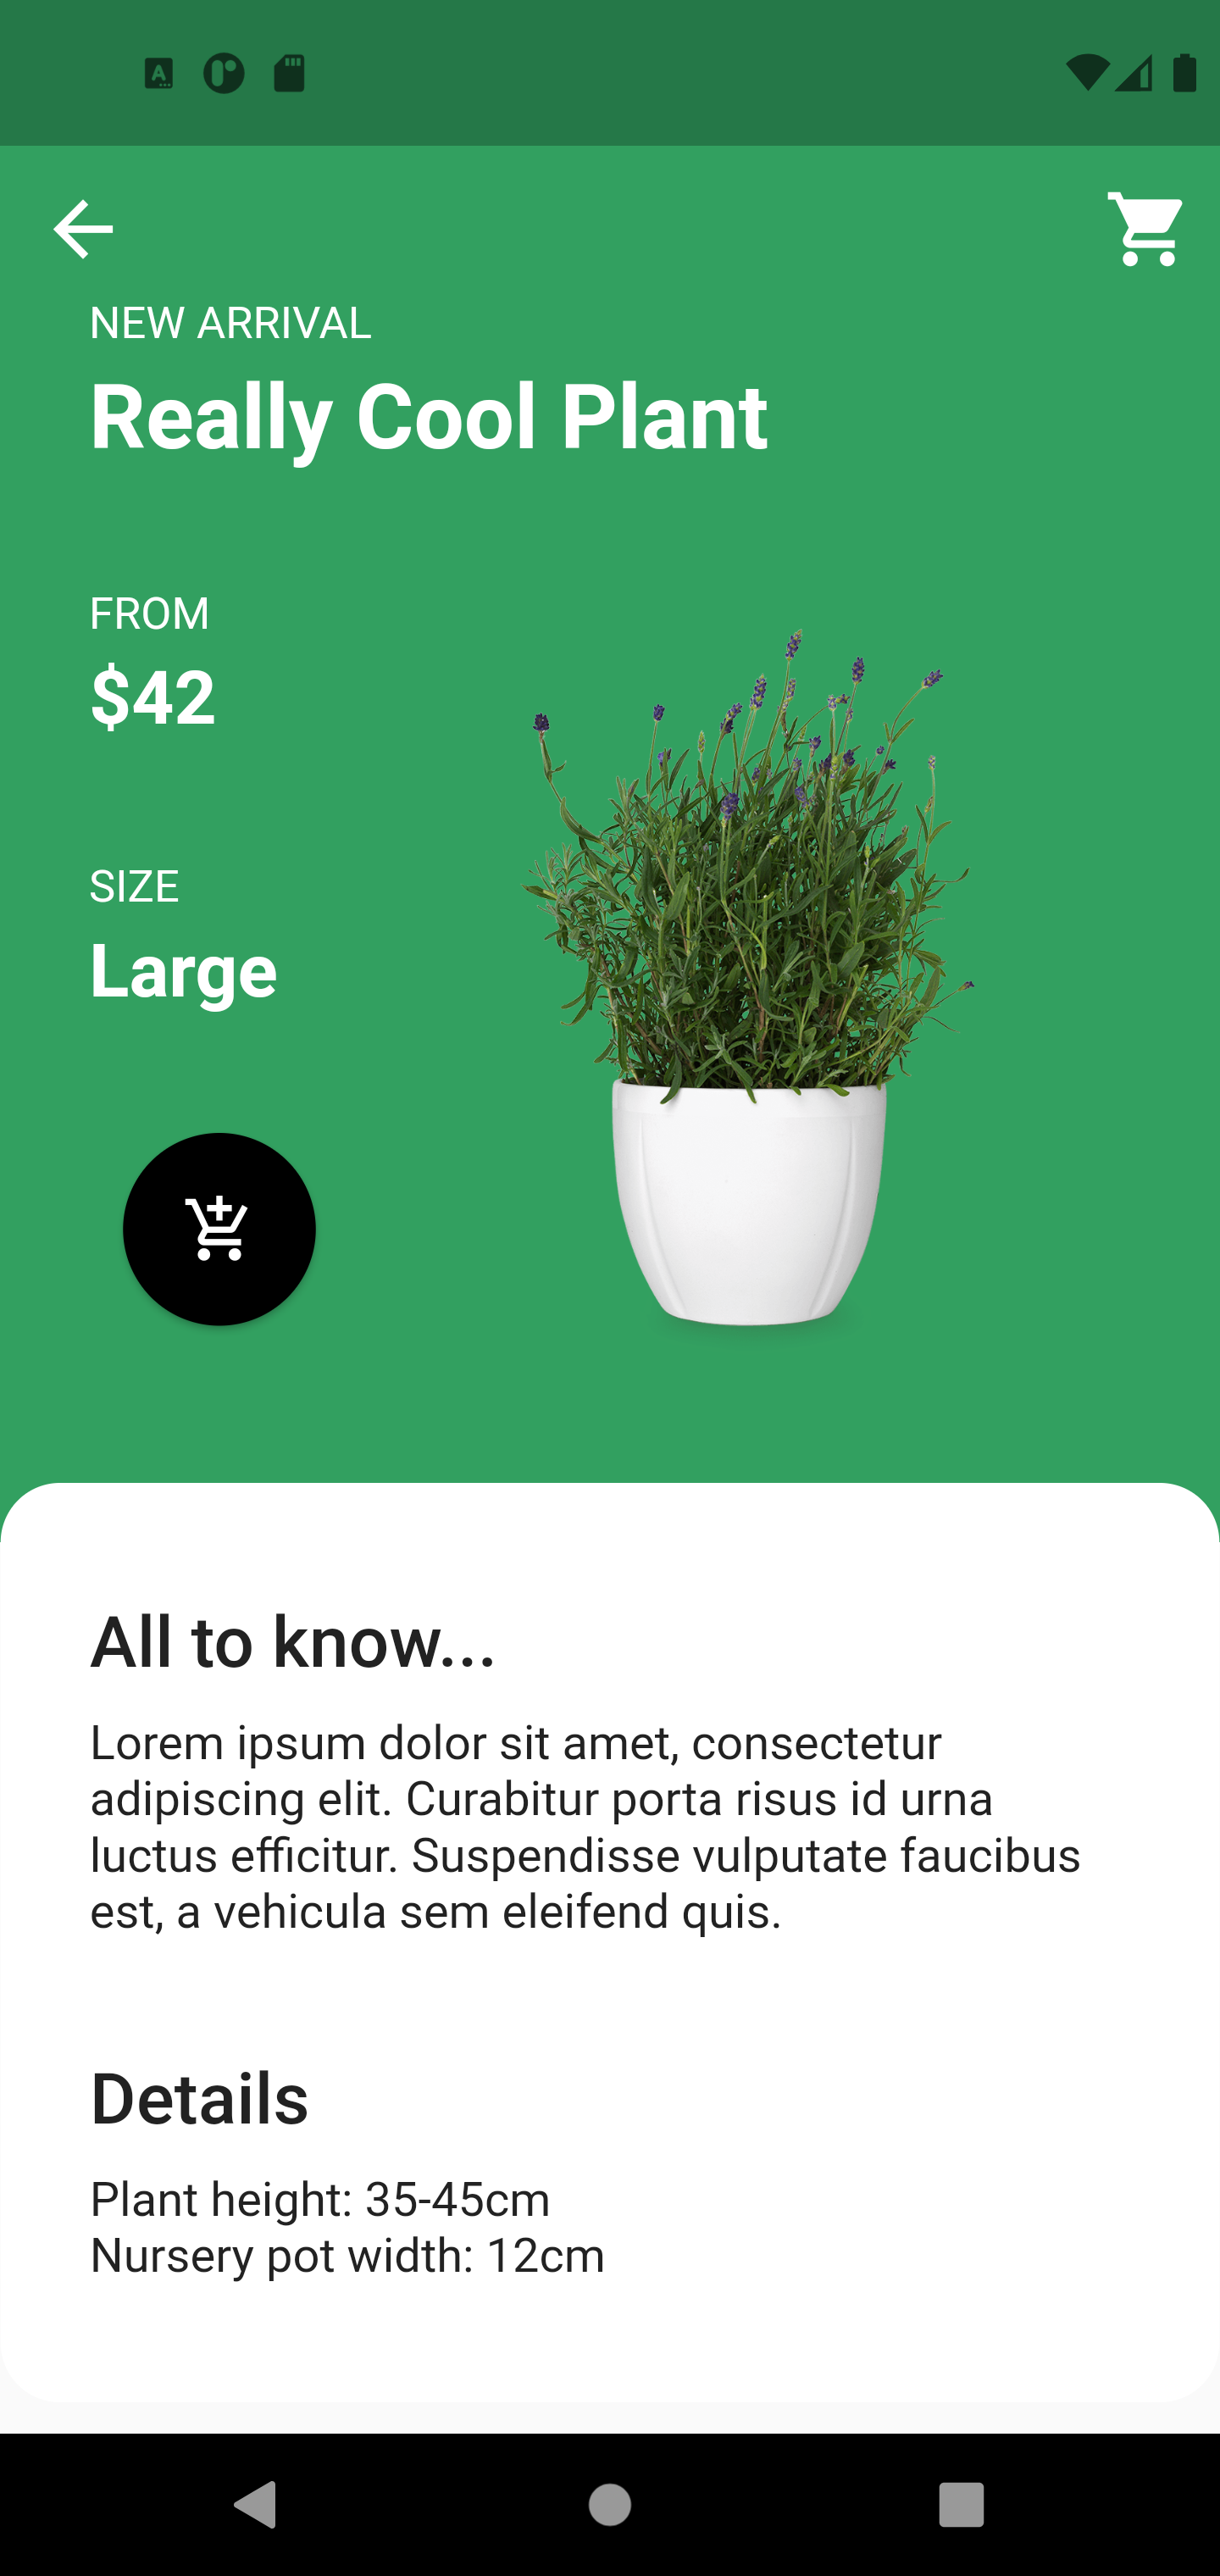 NEW ARRIVAL
Really Cool Plant
FROM
$42
SIZE
Large
All to know...
Lorem ipsum dolor sit amet, consectetur
adipiscing elit. Curabitur porta risus id urna
luctus efficitur. Suspendisse vulputate faucibus
est, a vehicula sem eleifend quis.
Details
Plant height: 35-45cm
Nursery pot width: 12cm